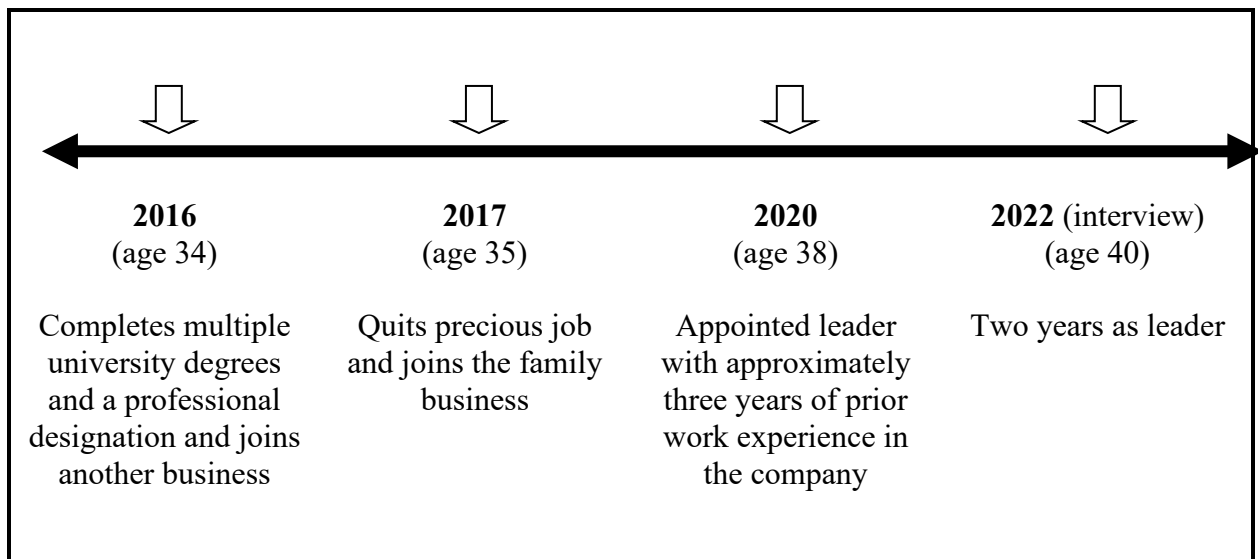 2016
(age 34)
Completes multiple
university degrees
and a professional
designation and joins
another business
2017
(age 35)
Quits precious job
and joins the family
business
2020
(age 38)
Appointed leader
with approximately
three years of prior
work experience in
the company
2022 (interview)
(age 40)
Two years as leader